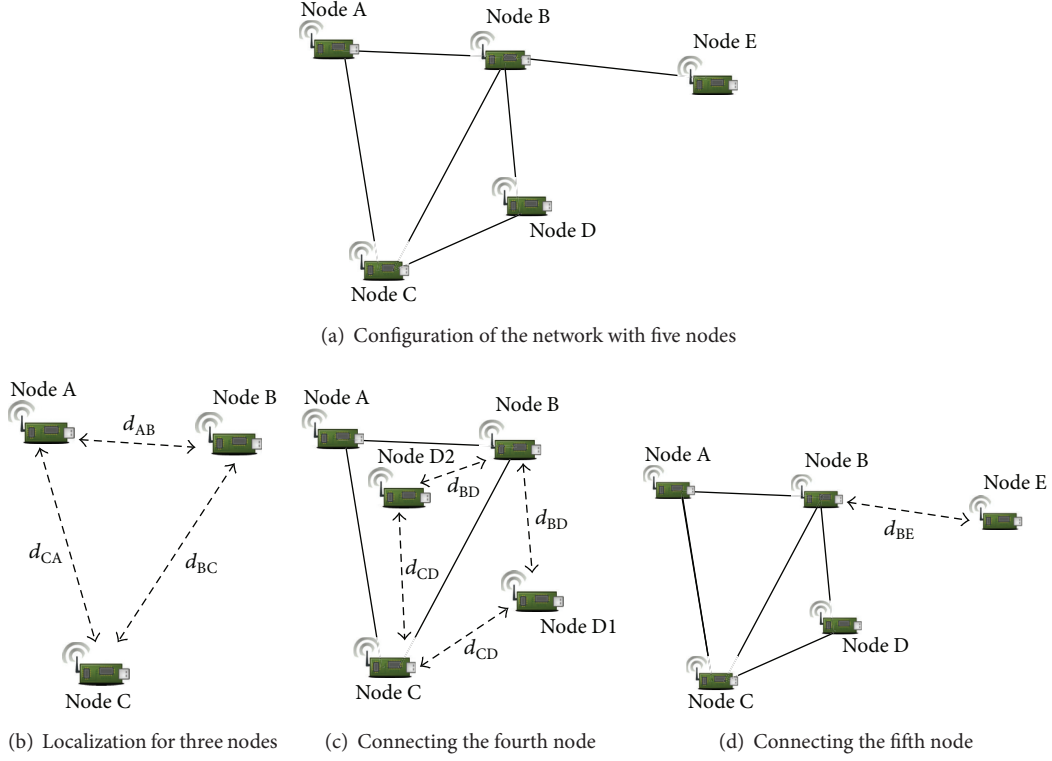 Node A
Node B
Node E
Node D
Node C
(a) Configuration of the network with five nodes
Node A
Node B
d_AB
d_CA
d_BC
Node C
(b) Localization for three nodes
Node A
Node B
Node D2
d_BD
d_BD
d_CD
Node D1
d_CD
Node C
(c) Connecting the fourth node
Node A
Node B
Node E
d_BE
Node D
Node C
(d) Connecting the fifth node